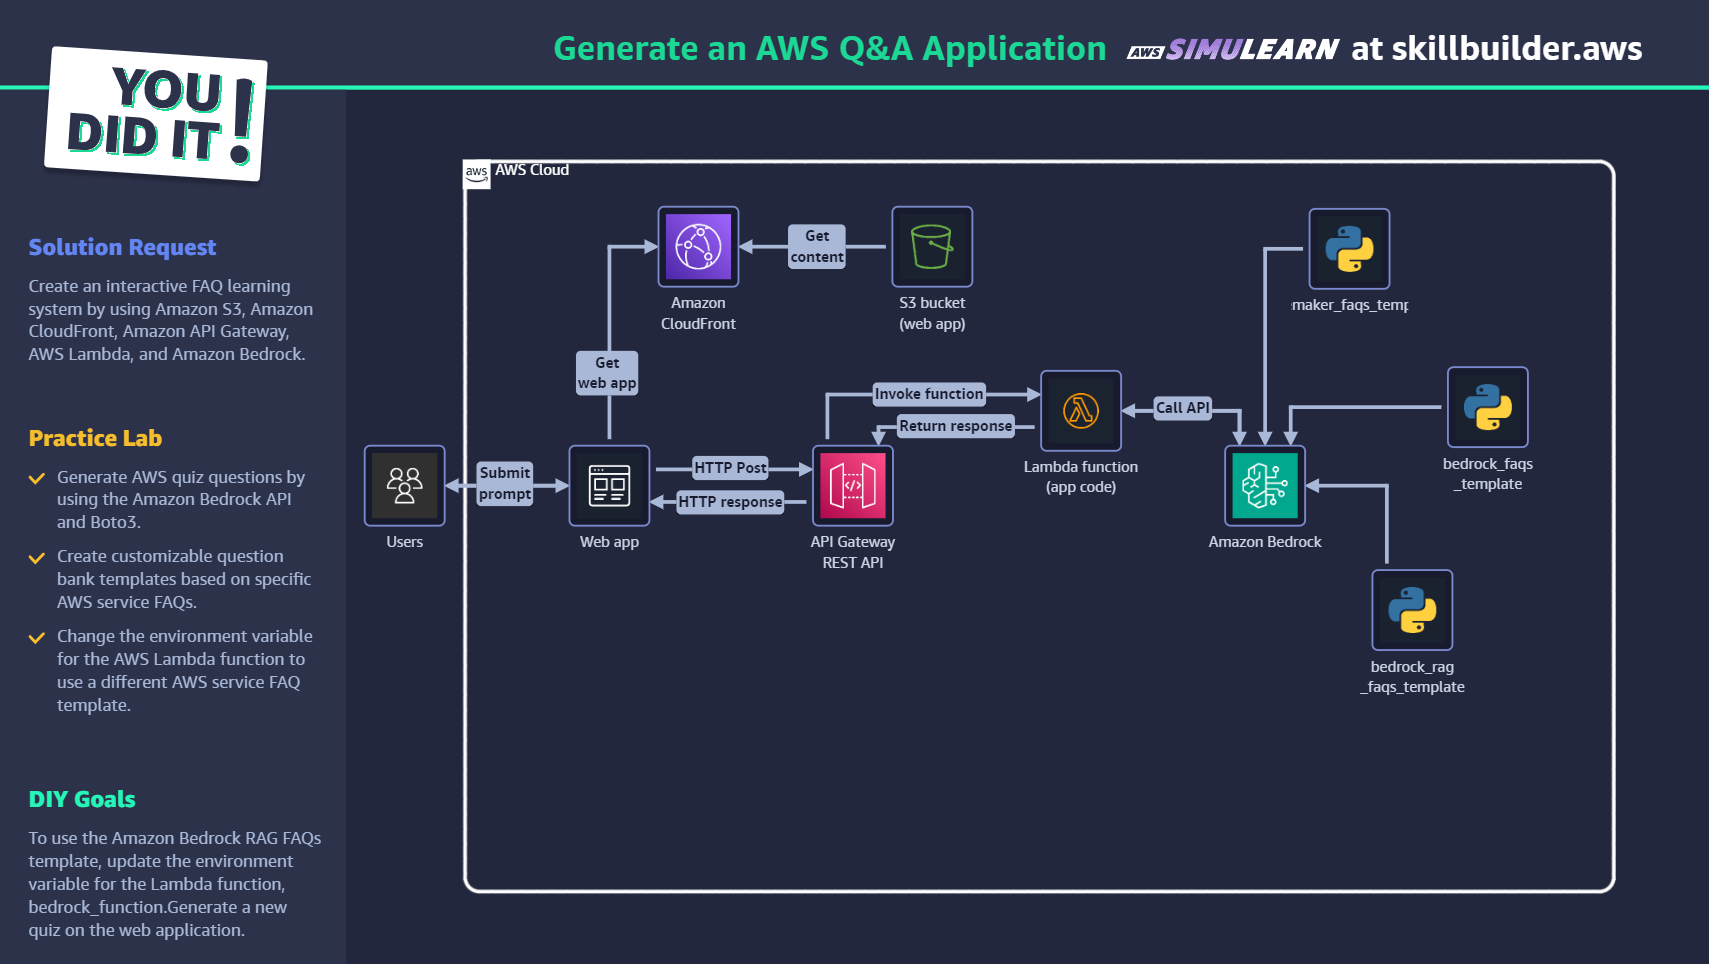 Generate an AWS Q&A Application aws SIMULEARN at skillbuilder.aws
YOU
DID IT!
Solution Request
Create an interactive FAQ learning
system by using Amazon S3, Amazon
CloudFront, Amazon API Gateway,
AWS Lambda, and Amazon Bedrock.
Practice Lab
Generate AWS quiz questions by
using the Amazon Bedrock API
and Boto3.
Create customizable question
bank templates based on specific
AWS service FAQs.
Change the environment variable
for the AWS Lambda function to
use a different AWS service FAQ
template.
DIY Goals
To use the Amazon Bedrock RAG FAQs
template, update the environment
variable for the Lambda function,
bedrock_function.Generate a new
quiz on the web application.
aws AWS Cloud
Amazon
CloudFront
Get
content
S3 bucket
(web app)
maker_faqs_temp
Get
web app
Invoke function
Return response
Lambda function
(app code)
Call API
bedrock_faqs
_template
Users
Submit
prompt
Web app
HTTP Post
HTTP response
API Gateway
REST API
Amazon Bedrock
bedrock_rag
_faqs_template